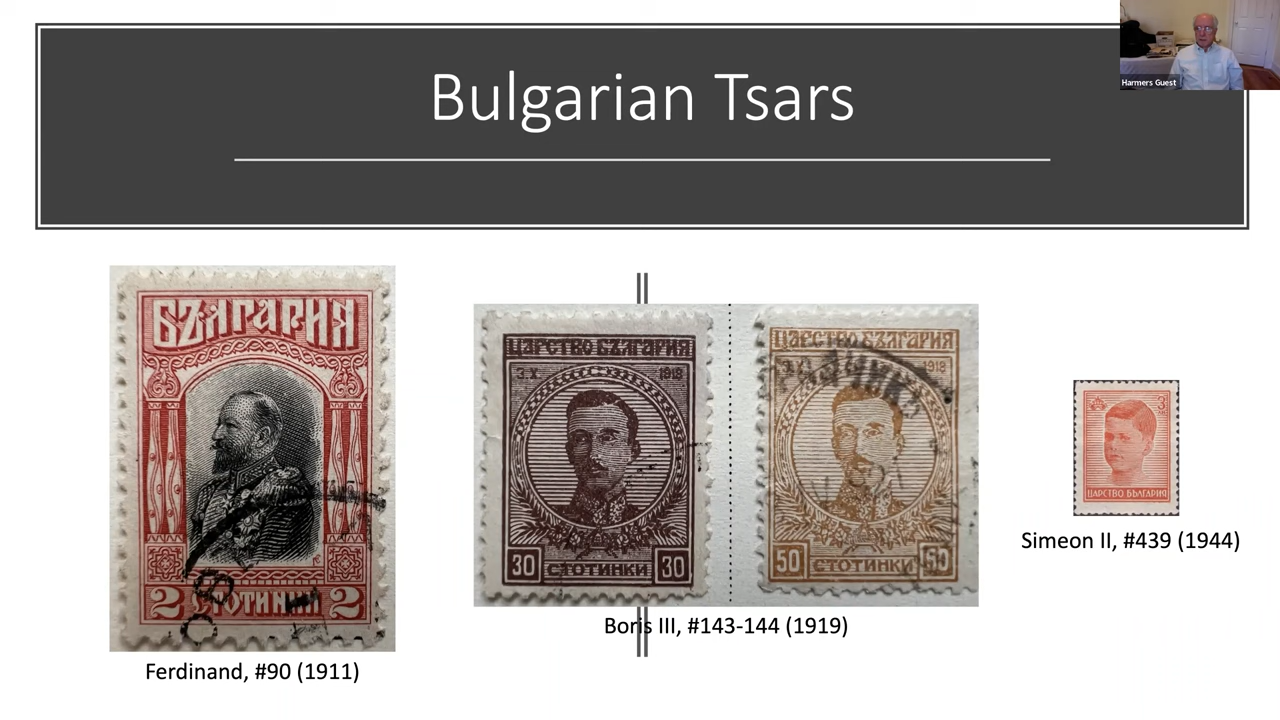 Bulgarian Tsars
Harmers Guest
БЪЛГАРИЯ
2 СТОТИНКИ 2
Ferdinand, #90 (1911)
ЦАРСТВО БЪЛГАРИЯ
3.X. 1918
30 СТОТИНКИ 30
ЦАРСТВО БЪЛГАРИЯ
1918
50 СТОТИНКИ 50
Boris III, #143-144 (1919)
3
ЦАРСТВО БЪЛГАРИЯ
Simeon II, #439 (1944)